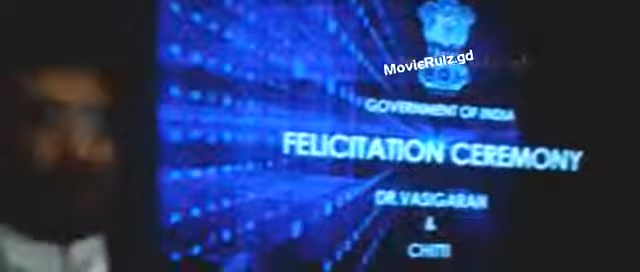 MovieRulz.gd
GOVERNMENT OF INDIA
FELICITATION CEREMONY
DR.VASIGARAN
&
CHITTI